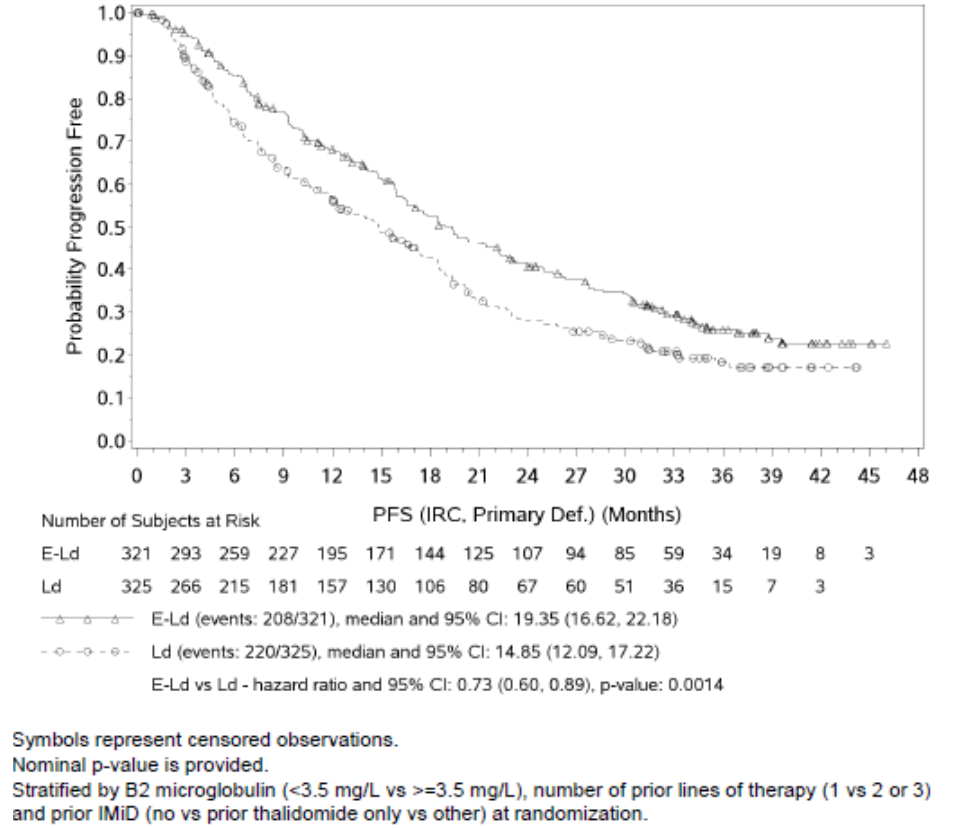 1.0
0.9
0.8
0.7
0.6
0.5
0.4
0.3
0.2
0.1
0.0
Probability Progression Free
0 3 6 9 12 15 18 21 24 27 30 33 36 39 42 45 48
PFS (IRC, Primary Def.) (Months)
Number of Subjects at Risk
E-Ld 321 293 259 227 195 171 144 125 107 94 85 59 34 19 8 3
Ld 325 266 215 181 157 130 106 80 67 60 51 36 15 7 3
E-Ld (events: 208/321), median and 95% CI: 19.35 (16.62, 22.18)
Ld (events: 220/325), median and 95% CI: 14.85 (12.09, 17.22)
E-Ld vs Ld - hazard ratio and 95% CI: 0.73 (0.60, 0.89), p-value: 0.0014
Symbols represent censored observations.
Nominal p-value is provided.
Stratified by B2 microglobulin (<3.5 mg/L vs >=3.5 mg/L), number of prior lines of therapy (1 vs 2 or 3)
and prior IMiD (no vs prior thalidomide only vs other) at randomization.